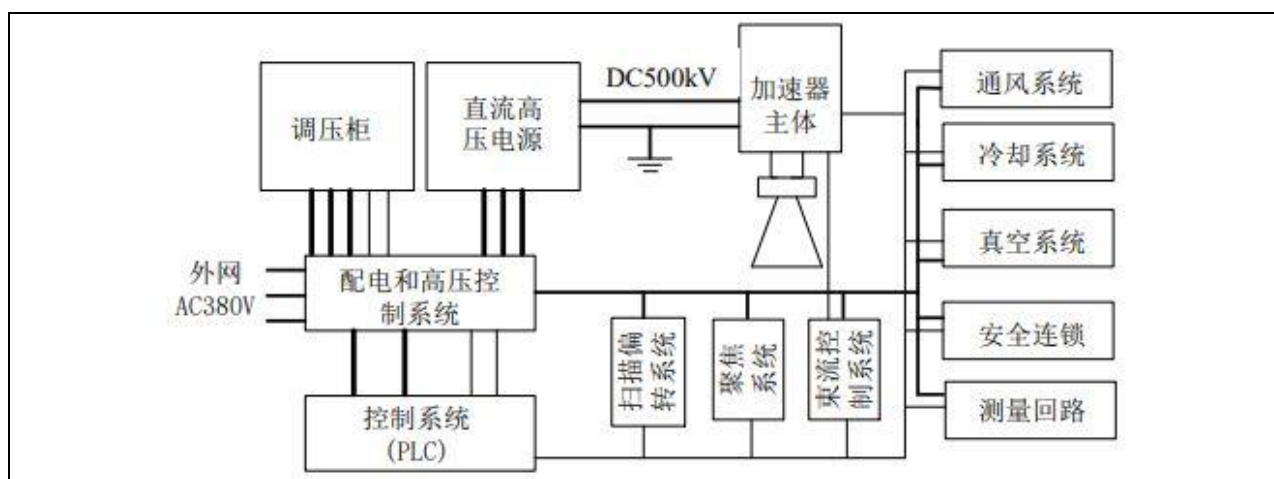 调压柜
直流高
压电源
DC500kV
加速器
主体
通风系统
冷却系统
真空系统
安全连锁
测量回路
外网
AC380V
配电和高压控
制系统
扫描偏
转系统
聚焦
系统
束流控
制系统
控制系统
(PLC)